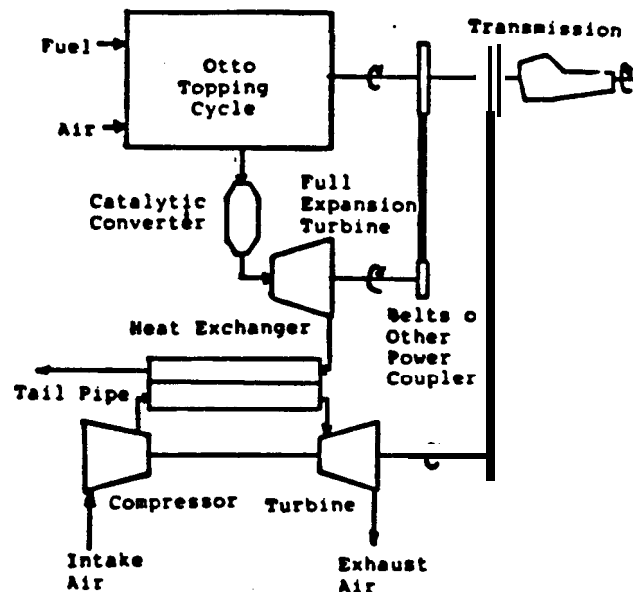 Transmission
Fuel
Otto
Topping
Cycle
Air
Catalytic
Converter
Full
Expansion
Turbine
Heat Exchanger
Belts o
Other
Power
Coupler
Tail Pipe
Compressor
Turbine
Intake
Air
Exhaust
Air